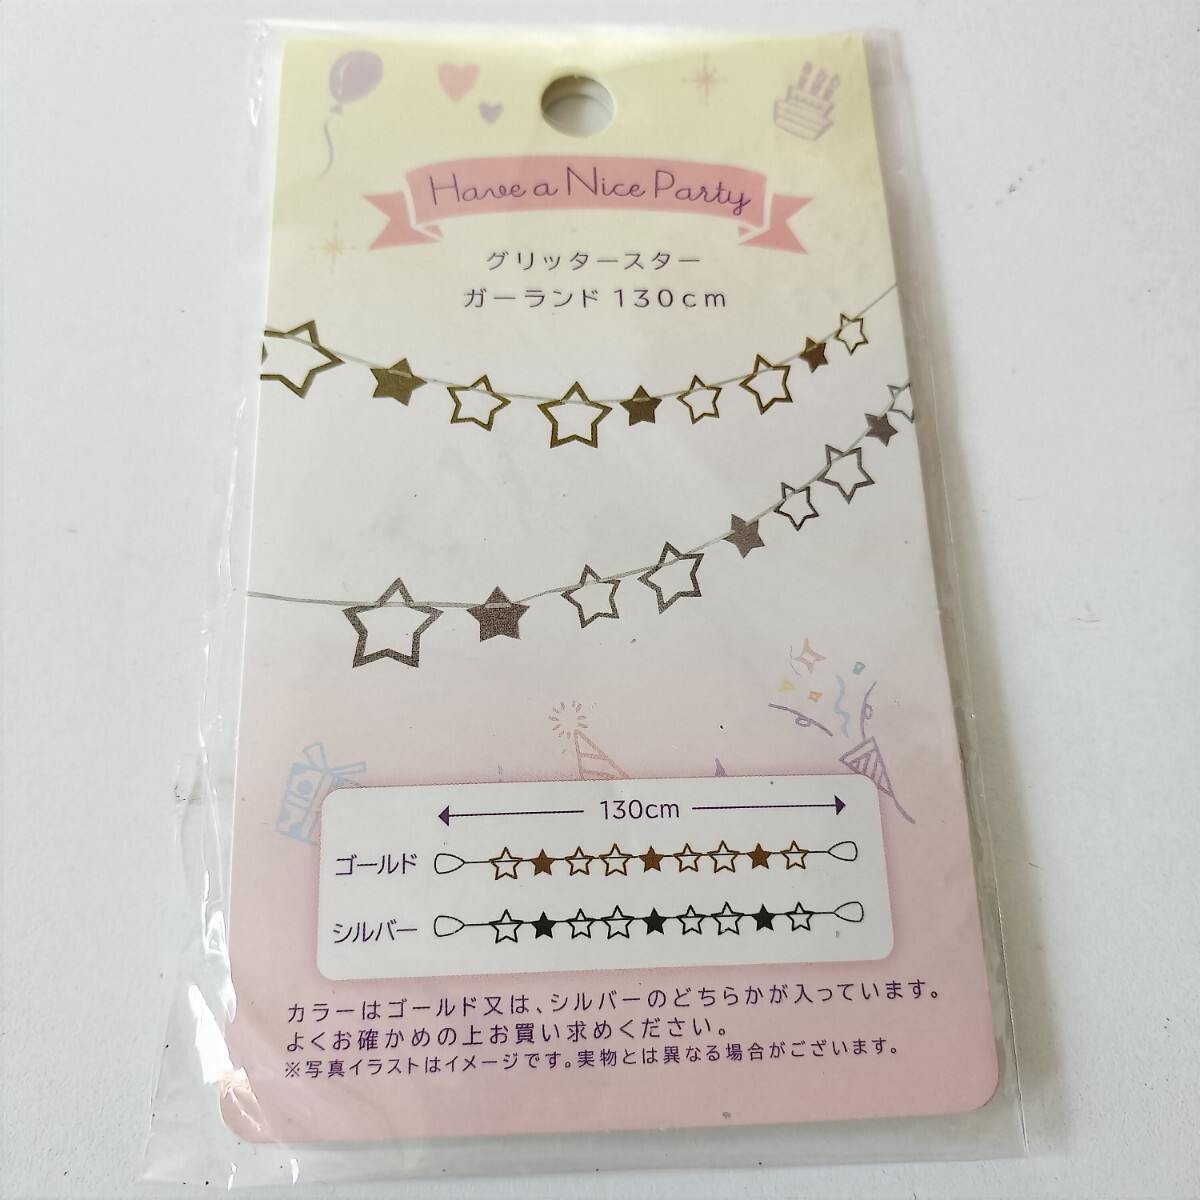 Have a Nice Party
グリッタースター
ガーランド 130cm
130cm
ゴールド
シルバー
カラーはゴールド又は、シルバーのどちらかが入っています。
よくお確かめの上お買い求めください。
※写真イラストはイメージです。実物とは異なる場合がございます。